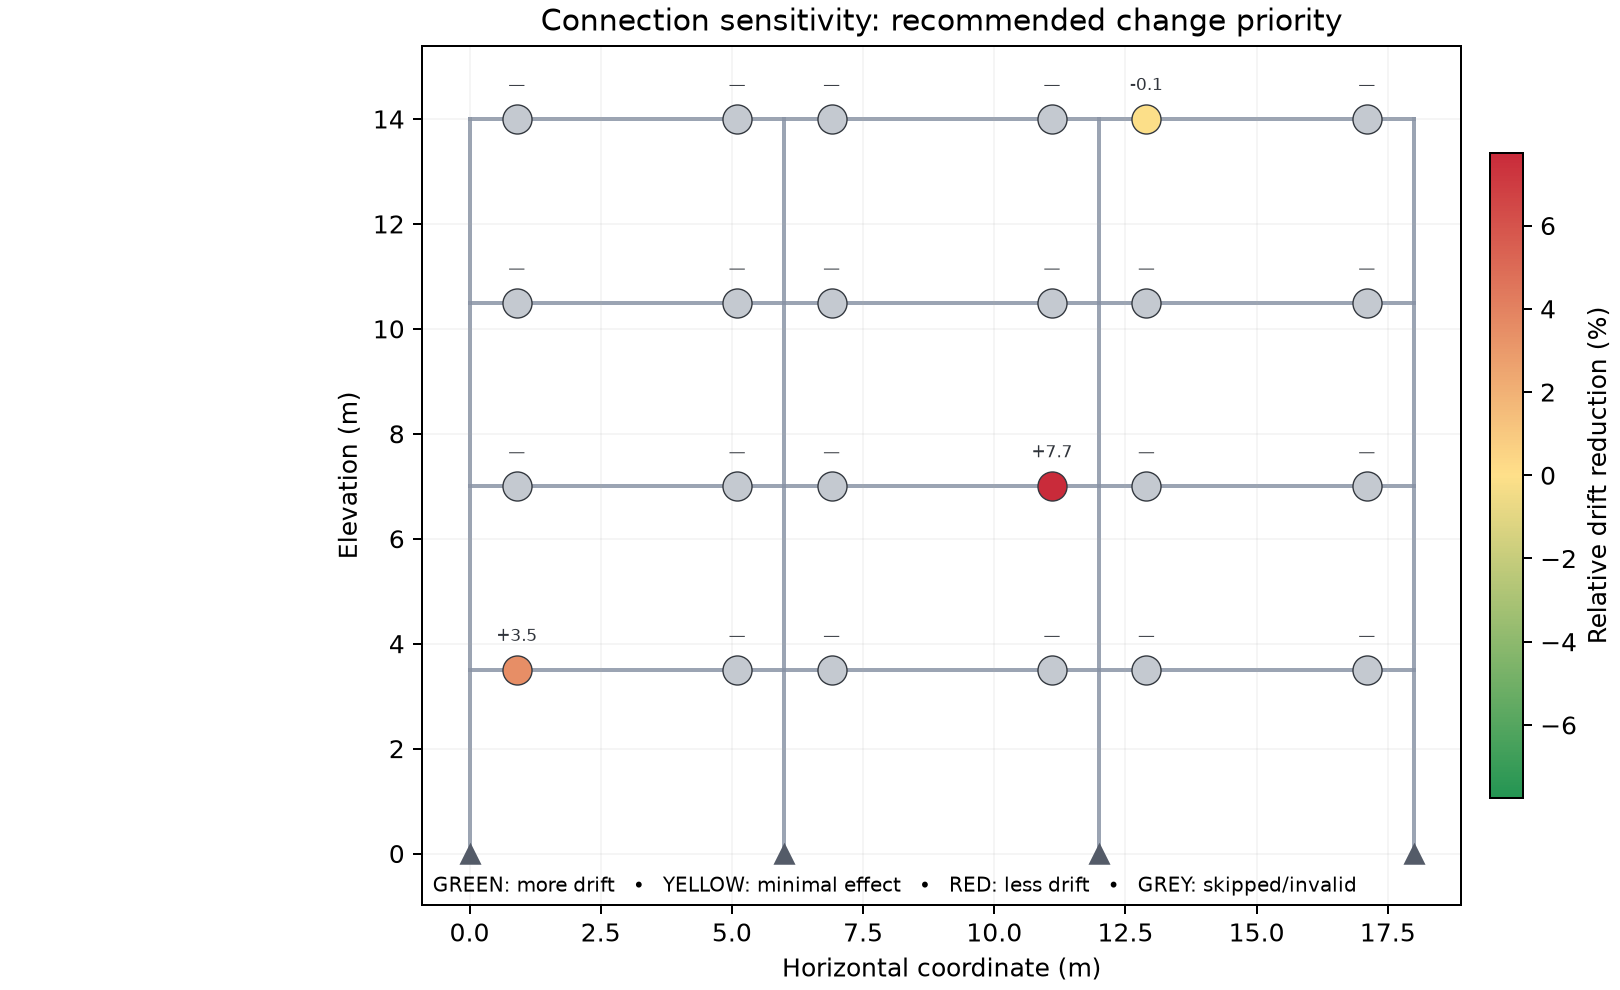 Connection sensitivity: recommended change priority
— — — — -0.1 —
14
12
— — — — — —
10
8
— — — +7.7 — —
6
+3.5 — — — — —
4
2
0
Elevation (m)
GREEN: more drift • YELLOW: minimal effect • RED: less drift • GREY: skipped/invalid
0.0 2.5 5.0 7.5 10.0 12.5 15.0 17.5
Horizontal coordinate (m)
6
4
2
0
−2
−4
−6
Relative drift reduction (%)